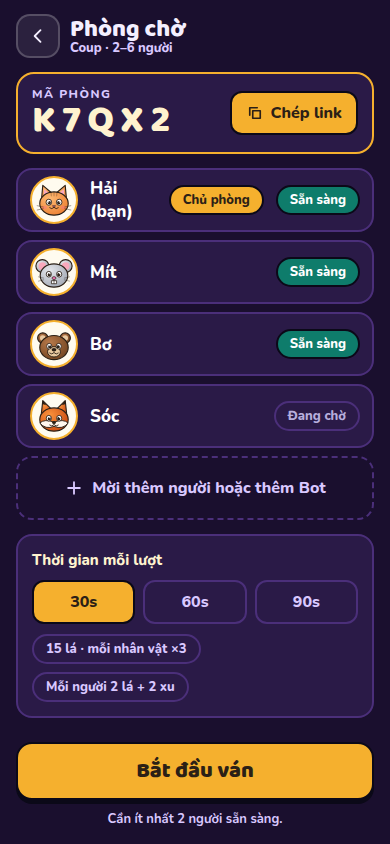 Phòng chờ
Coup · 2–6 người
MÃ PHÒNG
K7QX2
Chép link
Hải
(bạn)
Chủ phòng
Sẵn sàng
Mít
Sẵn sàng
Bơ
Sẵn sàng
Sóc
Đang chờ
Mời thêm người hoặc thêm Bot
Thời gian mỗi lượt
30s
60s
90s
15 lá · mỗi nhân vật ×3
Mỗi người 2 lá + 2 xu
Bắt đầu ván
Cần ít nhất 2 người sẵn sàng.